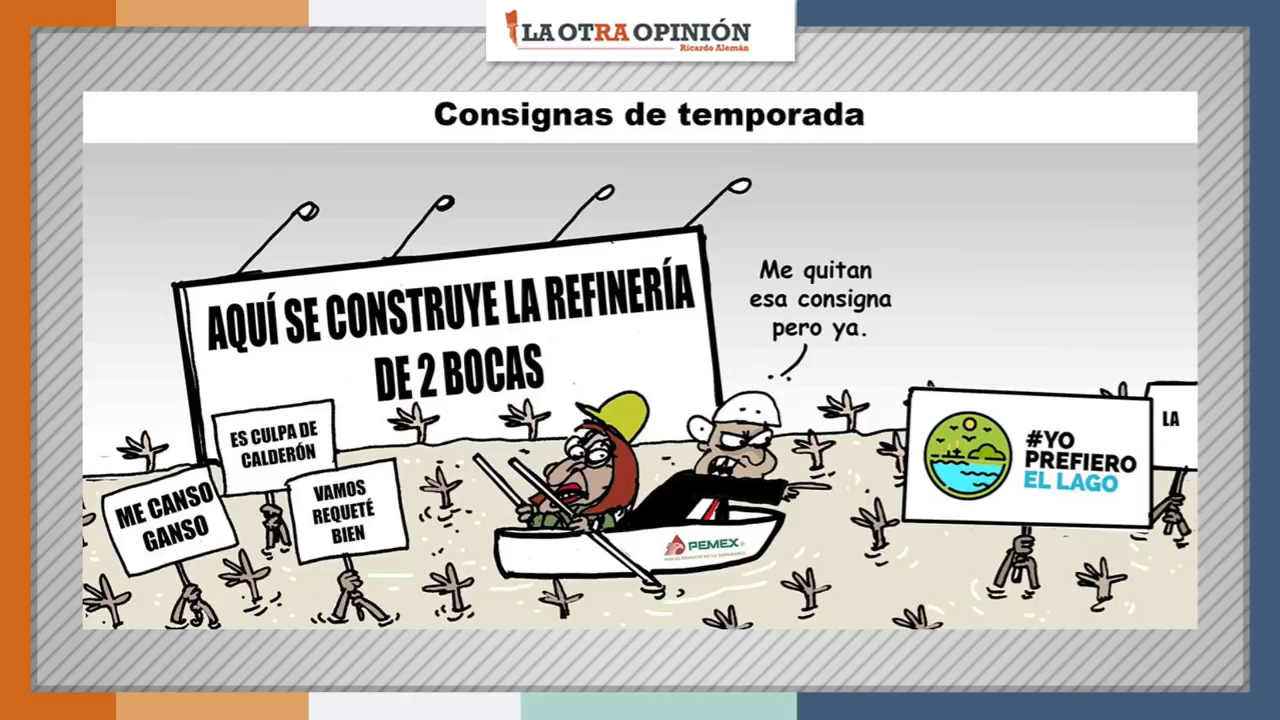 LA OTRA OPINIÓN
Ricardo Alemán
Consignas de temporada
AQUÍ SE CONSTRUYE LA REFINERÍA
DE 2 BOCAS
Me quitan
esa consigna
pero ya.
ES CULPA DE
CALDERÓN
ME CANSO
GANSO
VAMOS
REQUETÉ
BIEN
PEMEX
#YO
PREFIERO
EL LAGO
LA